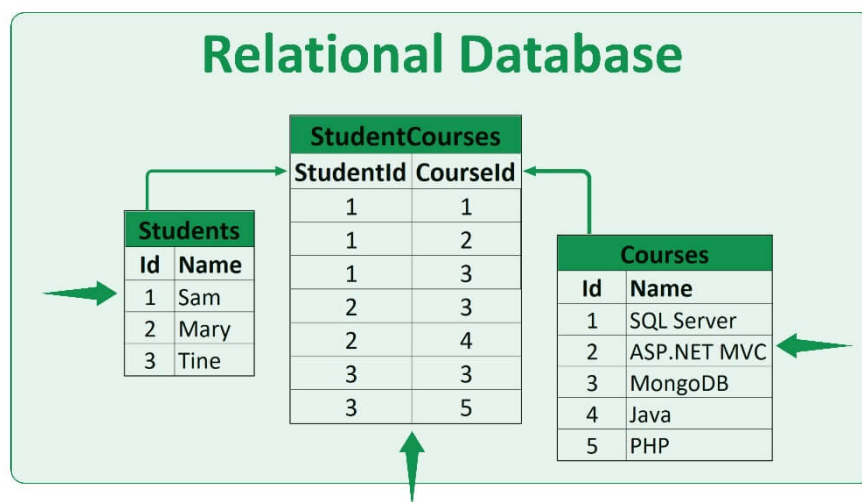 Relational Database
StudentCourses
StudentId CourseId
1 1
1 2
1 3
2 3
2 4
3 3
3 5
Students
Id Name
1 Sam
2 Mary
3 Tine
Courses
Id Name
1 SQL Server
2 ASP.NET MVC
3 MongoDB
4 Java
5 PHP